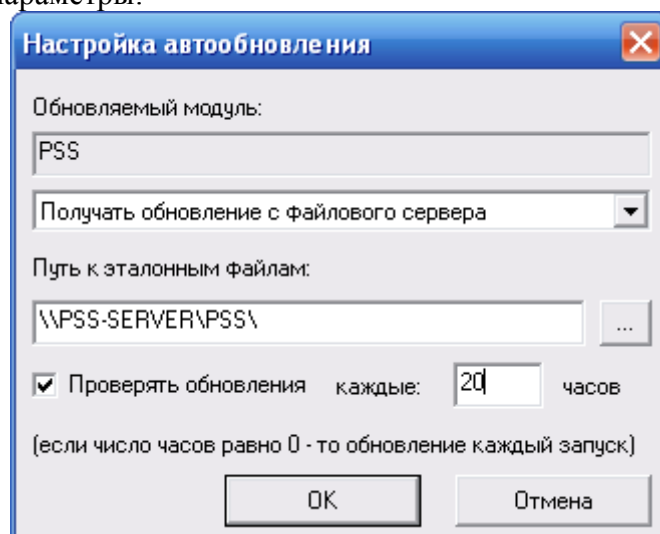 параметры:
Настройка автообновления
Обновляемый модуль:
PSS
Получать обновление с файлового сервера
Путь к эталонным файлам:
\\PSS-SERVER\PSS\
...
Проверять обновления каждые: 20 часов
(если число часов равно 0 - то обновление каждый запуск)
OK Отмена